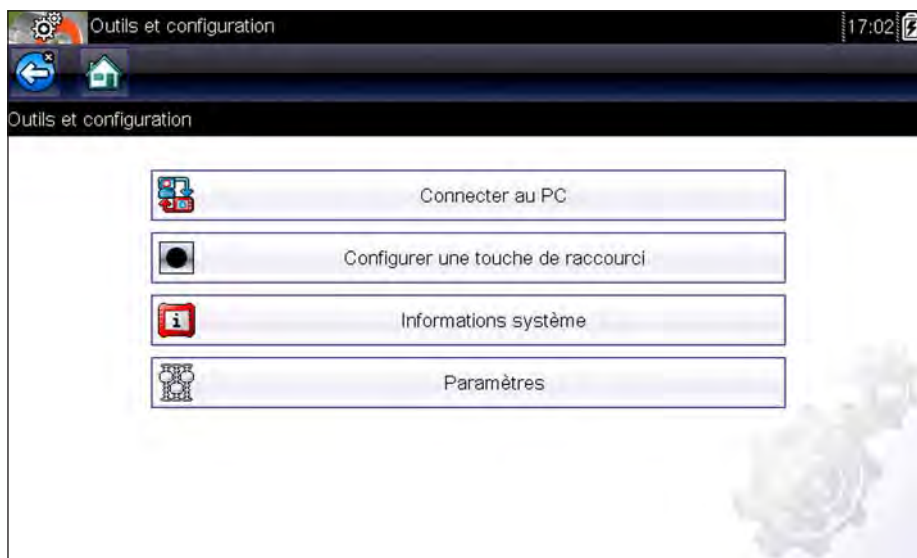 Outils et configuration
17:02
Outils et configuration
Connecter au PC
Configurer une touche de raccourci
Informations système
Paramètres